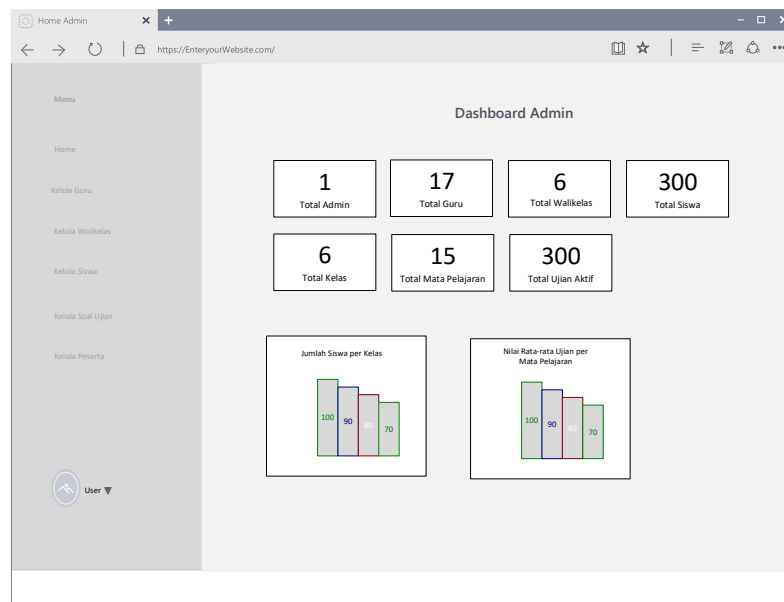 Home Admin
https://EnteryourWebsite.com/
Menu
Home
Kelola Guru
Kelola Walikelas
Kelola Siswa
Kelola Soal Ujian
Kelola Peserta
User
Dashboard Admin
1
Total Admin
17
Total Guru
6
Total Walikelas
300
Total Siswa
6
Total Kelas
15
Total Mata Pelajaran
300
Total Ujian Aktif
Jumlah Siswa per Kelas
100
90
80
70
Nilai Rata-rata Ujian per
Mata Pelajaran
100
90
80
70